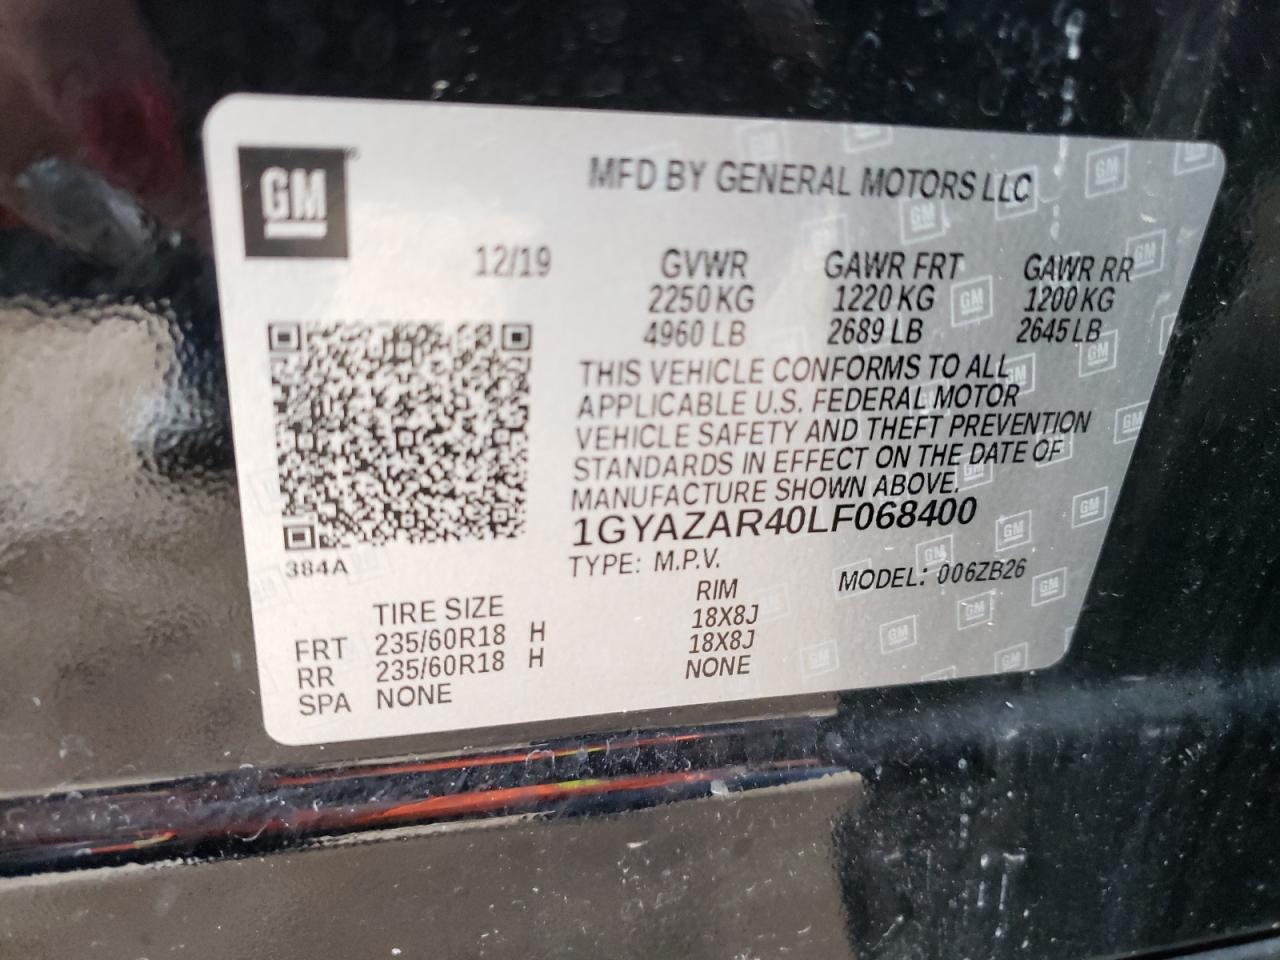 GM
MFD BY GENERAL MOTORS LLC
12/19
GVWR GAWR FRT GAWR RR
2250 KG 1220 KG 1200 KG
4960 LB 2689 LB 2645 LB
THIS VEHICLE CONFORMS TO ALL
APPLICABLE U.S. FEDERAL MOTOR
VEHICLE SAFETY AND THEFT PREVENTION
STANDARDS IN EFFECT ON THE DATE OF
MANUFACTURE SHOWN ABOVE.
1GYAZAR40LF068400
384A
TYPE: M.P.V. MODEL: 006ZB26
TIRE SIZE RIM
FRT 235/60R18 H 18X8J
RR 235/60R18 H 18X8J
SPA NONE NONE